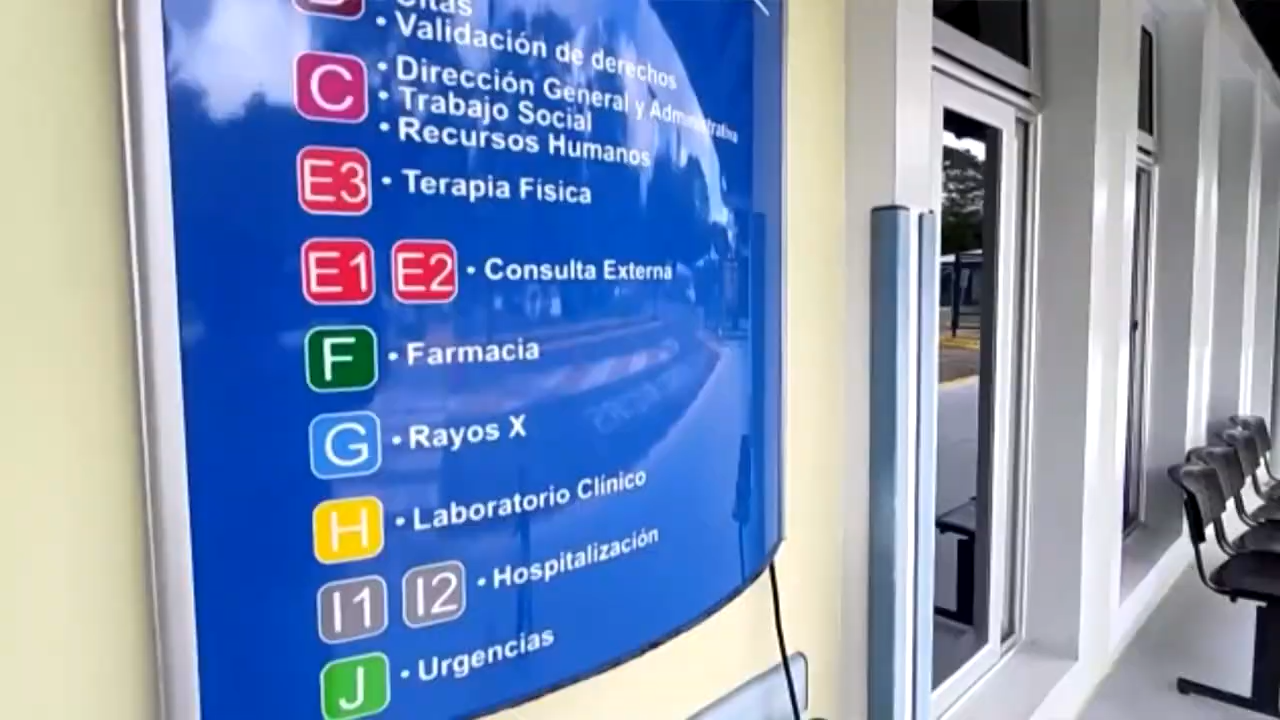 Citas
• Validación de derechos
C • Dirección General y Administrativa
• Trabajo Social
• Recursos Humanos
E3 • Terapia Física
E1 E2 • Consulta Externa
F • Farmacia
G • Rayos X
H • Laboratorio Clínico
I1 I2 • Hospitalización
J • Urgencias